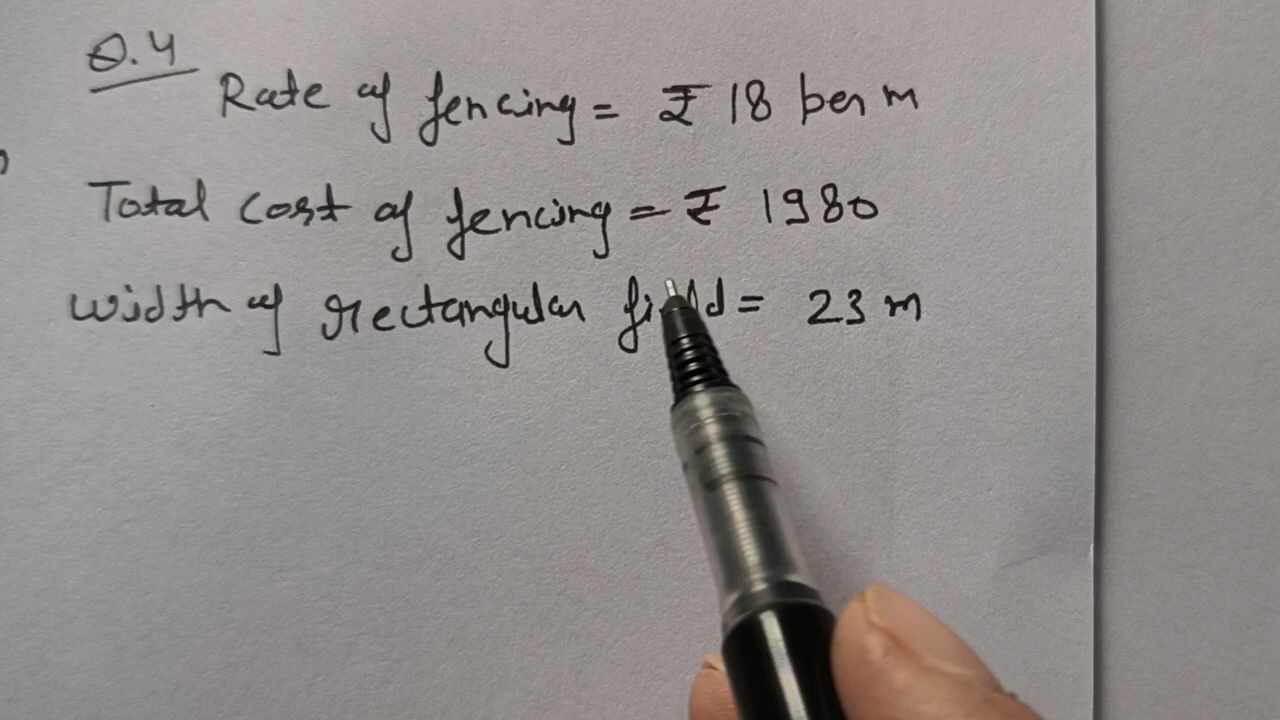 Q.4
Rate of fencing = ₹ 18 per m
Total cost of fencing = ₹ 1980
Width of rectangular field = 23 m